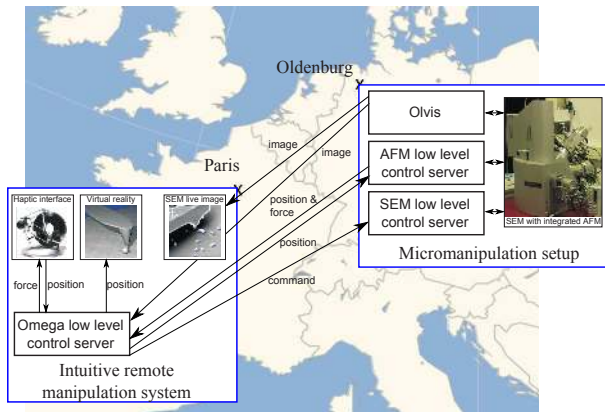 Oldenburg
X
Olvis
AFM low level
control server
SEM low level
control server
SEM with integrated AFM
Micromanipulation setup
image
image
Paris
X
position &
force
position
command
Haptic interface
Virtual reality
SEM live image
force
position
position
Omega low level
control server
Intuitive remote
manipulation system